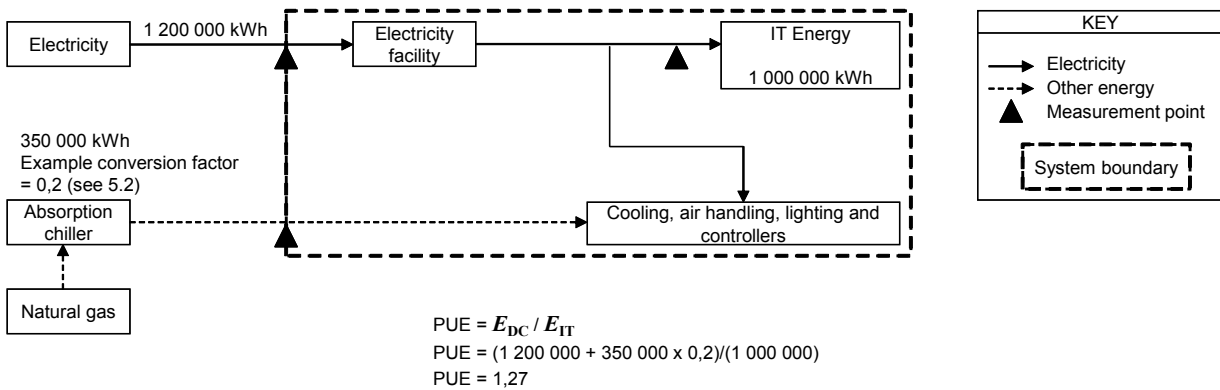 Electricity
1 200 000 kWh
Electricity
facility
IT Energy
1 000 000 kWh
350 000 kWh
Example conversion factor
= 0,2 (see 5.2)
Absorption
chiller
Cooling, air handling, lighting and
controllers
Natural gas
KEY
Electricity
Other energy
Measurement point
System boundary
PUE = E_DC / E_IT
PUE = (1 200 000 + 350 000 x 0,2)/(1 000 000)
PUE = 1,27